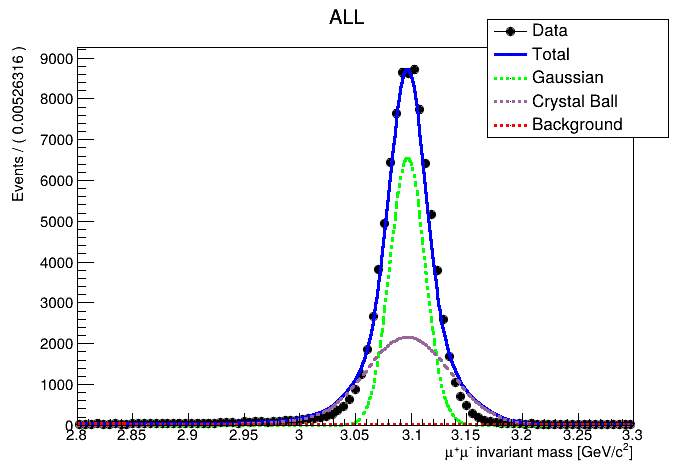 ALL
Data
Total
Gaussian
Crystal Ball
Background
Events / ( 0.00526316 )
9000
8000
7000
6000
5000
4000
3000
2000
1000
0
2.8 2.85 2.9 2.95 3 3.05 3.1 3.15 3.2 3.25 3.3
μ⁺μ⁻ invariant mass [GeV/c²]